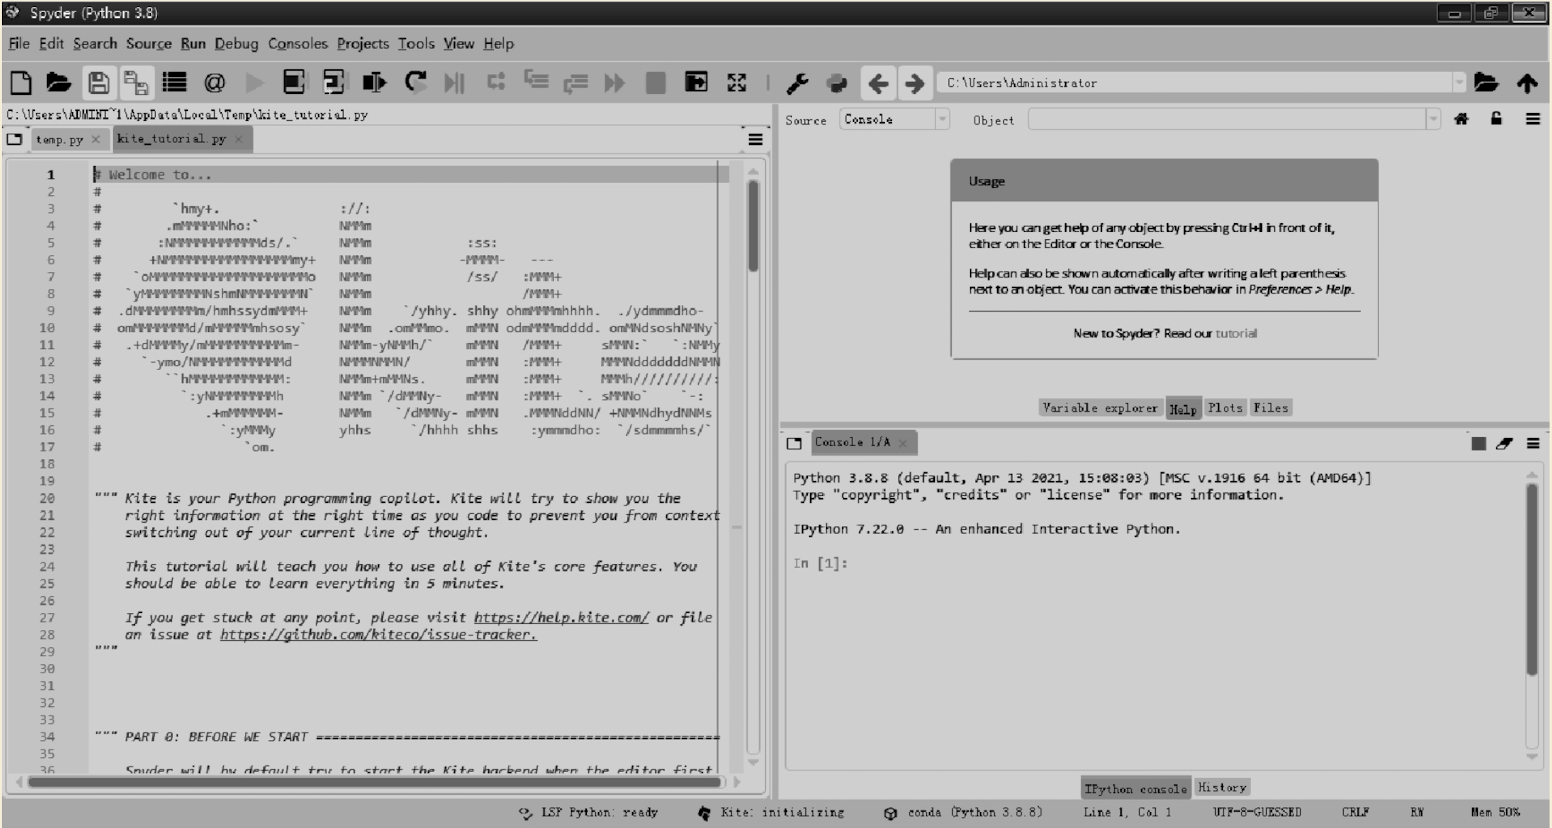 Spyder (Python 3.8)
File Edit Search Source Run Debug Consoles Projects Tools View Help
C:\Users\Administrator
C:\Users\ADMINI~1\AppData\Local\Temp\kite_tutorial.py
temp.py
kite_tutorial.py
1 # Welcome to...
2 #
3 # `hmy+. ://:
4 # .mMMMMMNho:` NMMm
5 # :NMMMMMMMMMMMds/.` NMMm :ss:
6 # +NMMMMMMMMMMMMMMMMmy+ NMMm -MMMM- ---
7 # `oMMMMMMMMMMMMMMMMMMMMo NMMm /ss/ :MMM+
8 # `yMMMMMMMMNshmNMMMMMMMN` NMMm /MMM+
9 # .dMMMMMMMm/hmhssydmMMM+ NMMm `/yhhy. shhy ohmMMMmhhhh. ./ydmmmdho-
10 # omMMMMMMMd/mMMMMMmhsosy` NMMm .omMMmo. mMMN odmMMMmdddd. omMNdsoshNMNy`
11 # .+dMMMMy/mMMMMMMMMMMm- NMMm-yNMMh/` mMMN /MMM+ sMMN:` `:NMMy
12 # `-ymo/NMMMMMMMMMMMMd NMMMNMMN/ mMMN :MMM+ MMMNdddddddNMMN
13 # ``hMMMMMMMMMMMM: NMMm+mMMNs. mMMN :MMM+ MMMh//////////:
14 # `:yNMMMMMMMMh NMMm `/dMMNy- mMMN :MMM+ `. sMMNo` `-:
15 # .+mMMMMMM- NMMm `/dMMNy- mMMN .MMMNddNN/ +NMMNdhydNNMs
16 # `:yMMMy yhhs `/hhhh shhs :ymmmdho: `/sdmmmmhs/`
17 # `om.
18
19
20 """ Kite is your Python programming copilot. Kite will try to show you the
21 right information at the right time as you code to prevent you from context
22 switching out of your current line of thought.
23
24 This tutorial will teach you how to use all of Kite's core features. You
25 should be able to learn everything in 5 minutes.
26
27 If you get stuck at any point, please visit https://help.kite.com/ or file
28 an issue at https://github.com/kiteco/issue-tracker.
29 """
30
31
32
33
34 """ PART 0: BEFORE WE START ===================================================
35
36 Spyder will by default try to start the Kite backend when the editor first
Source Console Object
Usage
Here you can get help of any object by pressing Ctrl+I in front of it,
either on the Editor or the Console.
Help can also be shown automatically after writing a left parenthesis
next to an object. You can activate this behavior in Preferences > Help.
New to Spyder? Read our tutorial
Variable explorer Help Plots Files
Console 1/A
Python 3.8.8 (default, Apr 13 2021, 15:08:03) [MSC v.1916 64 bit (AMD64)]
Type "copyright", "credits" or "license" for more information.
IPython 7.22.0 -- An enhanced Interactive Python.
In [1]:
IPython console History
LSP Python: ready Kite: initializing conda (Python 3.8.8) Line 1, Col 1 UTF-8-GUESSED CRLF RW Mem 50%